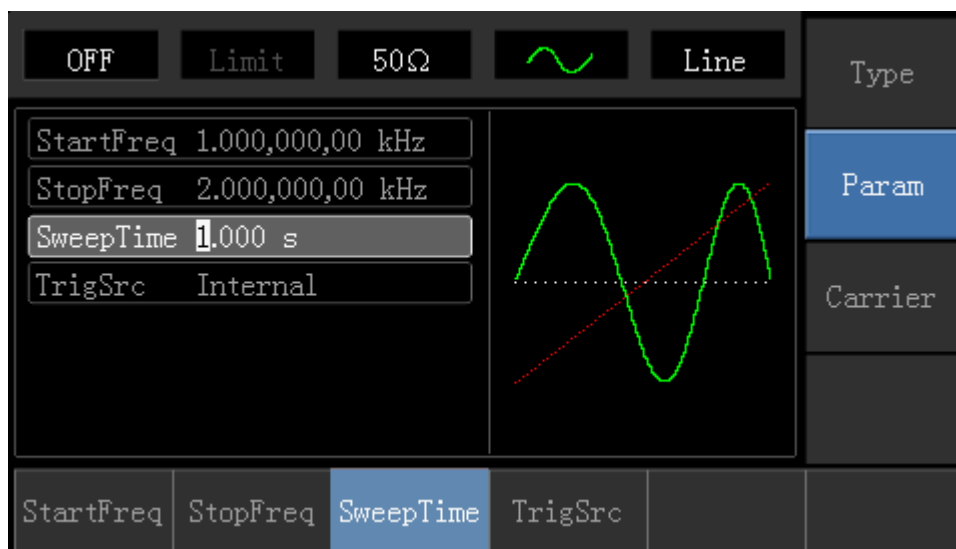 OFF Limit 50Ω Line
Type
StartFreq 1.000,000,00 kHz
StopFreq 2.000,000,00 kHz
Param
SweepTime 1.000 s
TrigSrc Internal
Carrier
StartFreq StopFreq SweepTime TrigSrc